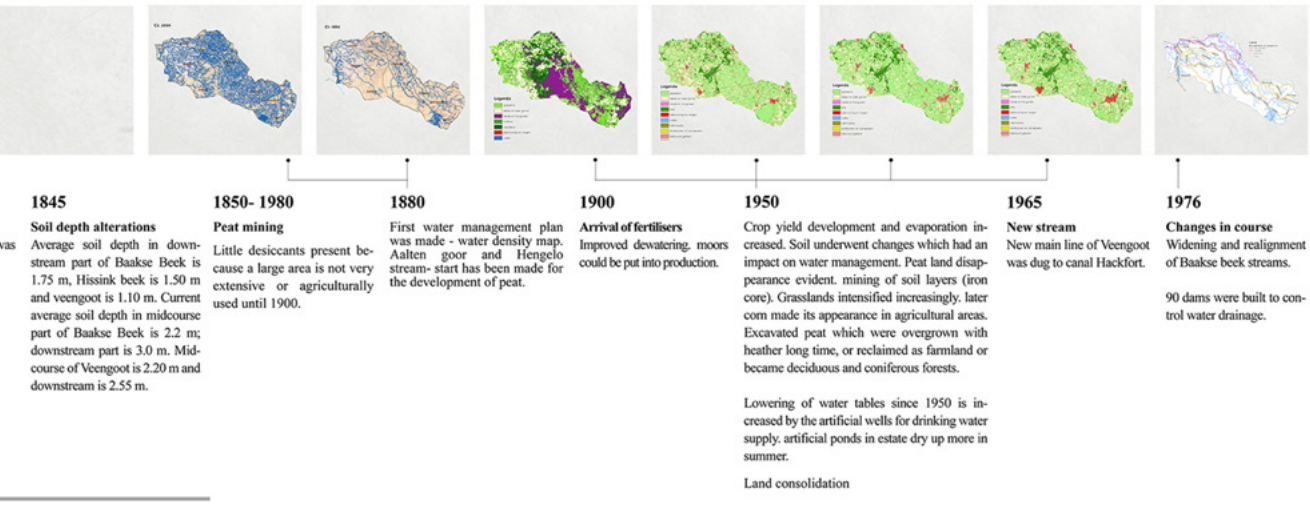 Legenda
Legenda
Legenda
Legenda
was
1845
Soil depth alterations
Average soil depth in down-
stream part of Baakse Beek is
1.75 m, Hissink beek is 1.50 m
and veengoot is 1.10 m. Current
average soil depth in midcourse
part of Baakse Beek is 2.2 m;
downstream part is 3.0 m. Mid-
course of Veengoot is 2.20 m and
downstream is 2.55 m.
1850- 1980
Peat mining
Little desiccants present be-
cause a large area is not very
extensive or agriculturally
used until 1900.
1880
First water management plan
was made - water density map.
Aalten goor and Hengelo
stream- start has been made for
the development of peat.
1900
Arrival of fertilisers
Improved dewatering. moors
could be put into production.
1950
Crop yield development and evaporation in-
creased. Soil underwent changes which had an
impact on water management. Peat land disap-
pearance evident. mining of soil layers (iron
core). Grasslands intensified increasingly. later
corn made its appearance in agricultural areas.
Excavated peat which were overgrown with
heather long time, or reclaimed as farmland or
became deciduous and coniferous forests.
Lowering of water tables since 1950 is in-
creased by the artificial wells for drinking water
supply. artificial ponds in estate dry up more in
summer.
Land consolidation
1965
New stream
New main line of Veengoot
was dug to canal Hackfort.
1976
Changes in course
Widening and realignment
of Baakse beek streams.
90 dams were built to con-
trol water drainage.